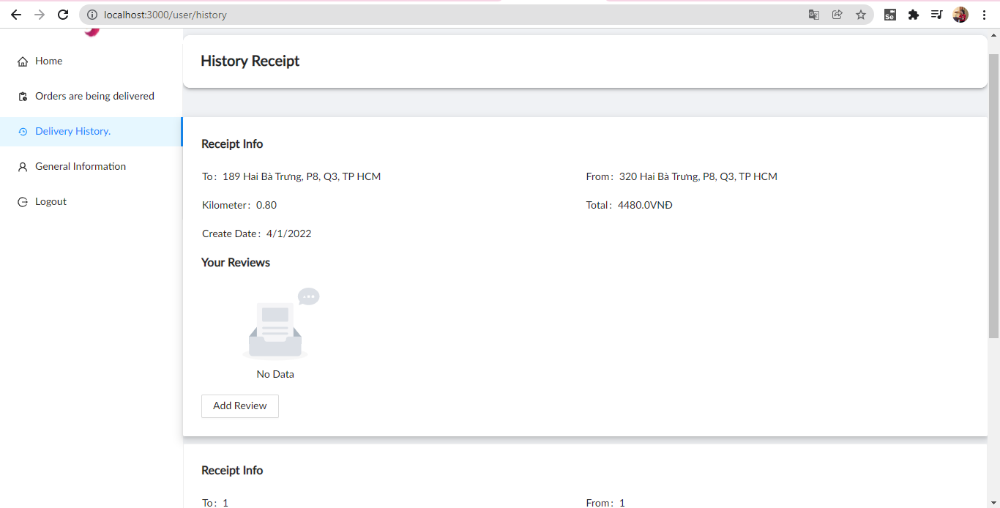 localhost:3000/user/history
Se
Home
Orders are being delivered
Delivery History.
General Information
Logout
History Receipt
Receipt Info
To: 189 Hai Bà Trưng, P8, Q3, TP HCM
From: 320 Hai Bà Trưng, P8, Q3, TP HCM
Kilometer: 0.80
Total: 4480.0VNĐ
Create Date: 4/1/2022
Your Reviews
No Data
Add Review
Receipt Info
To: 1
From: 1